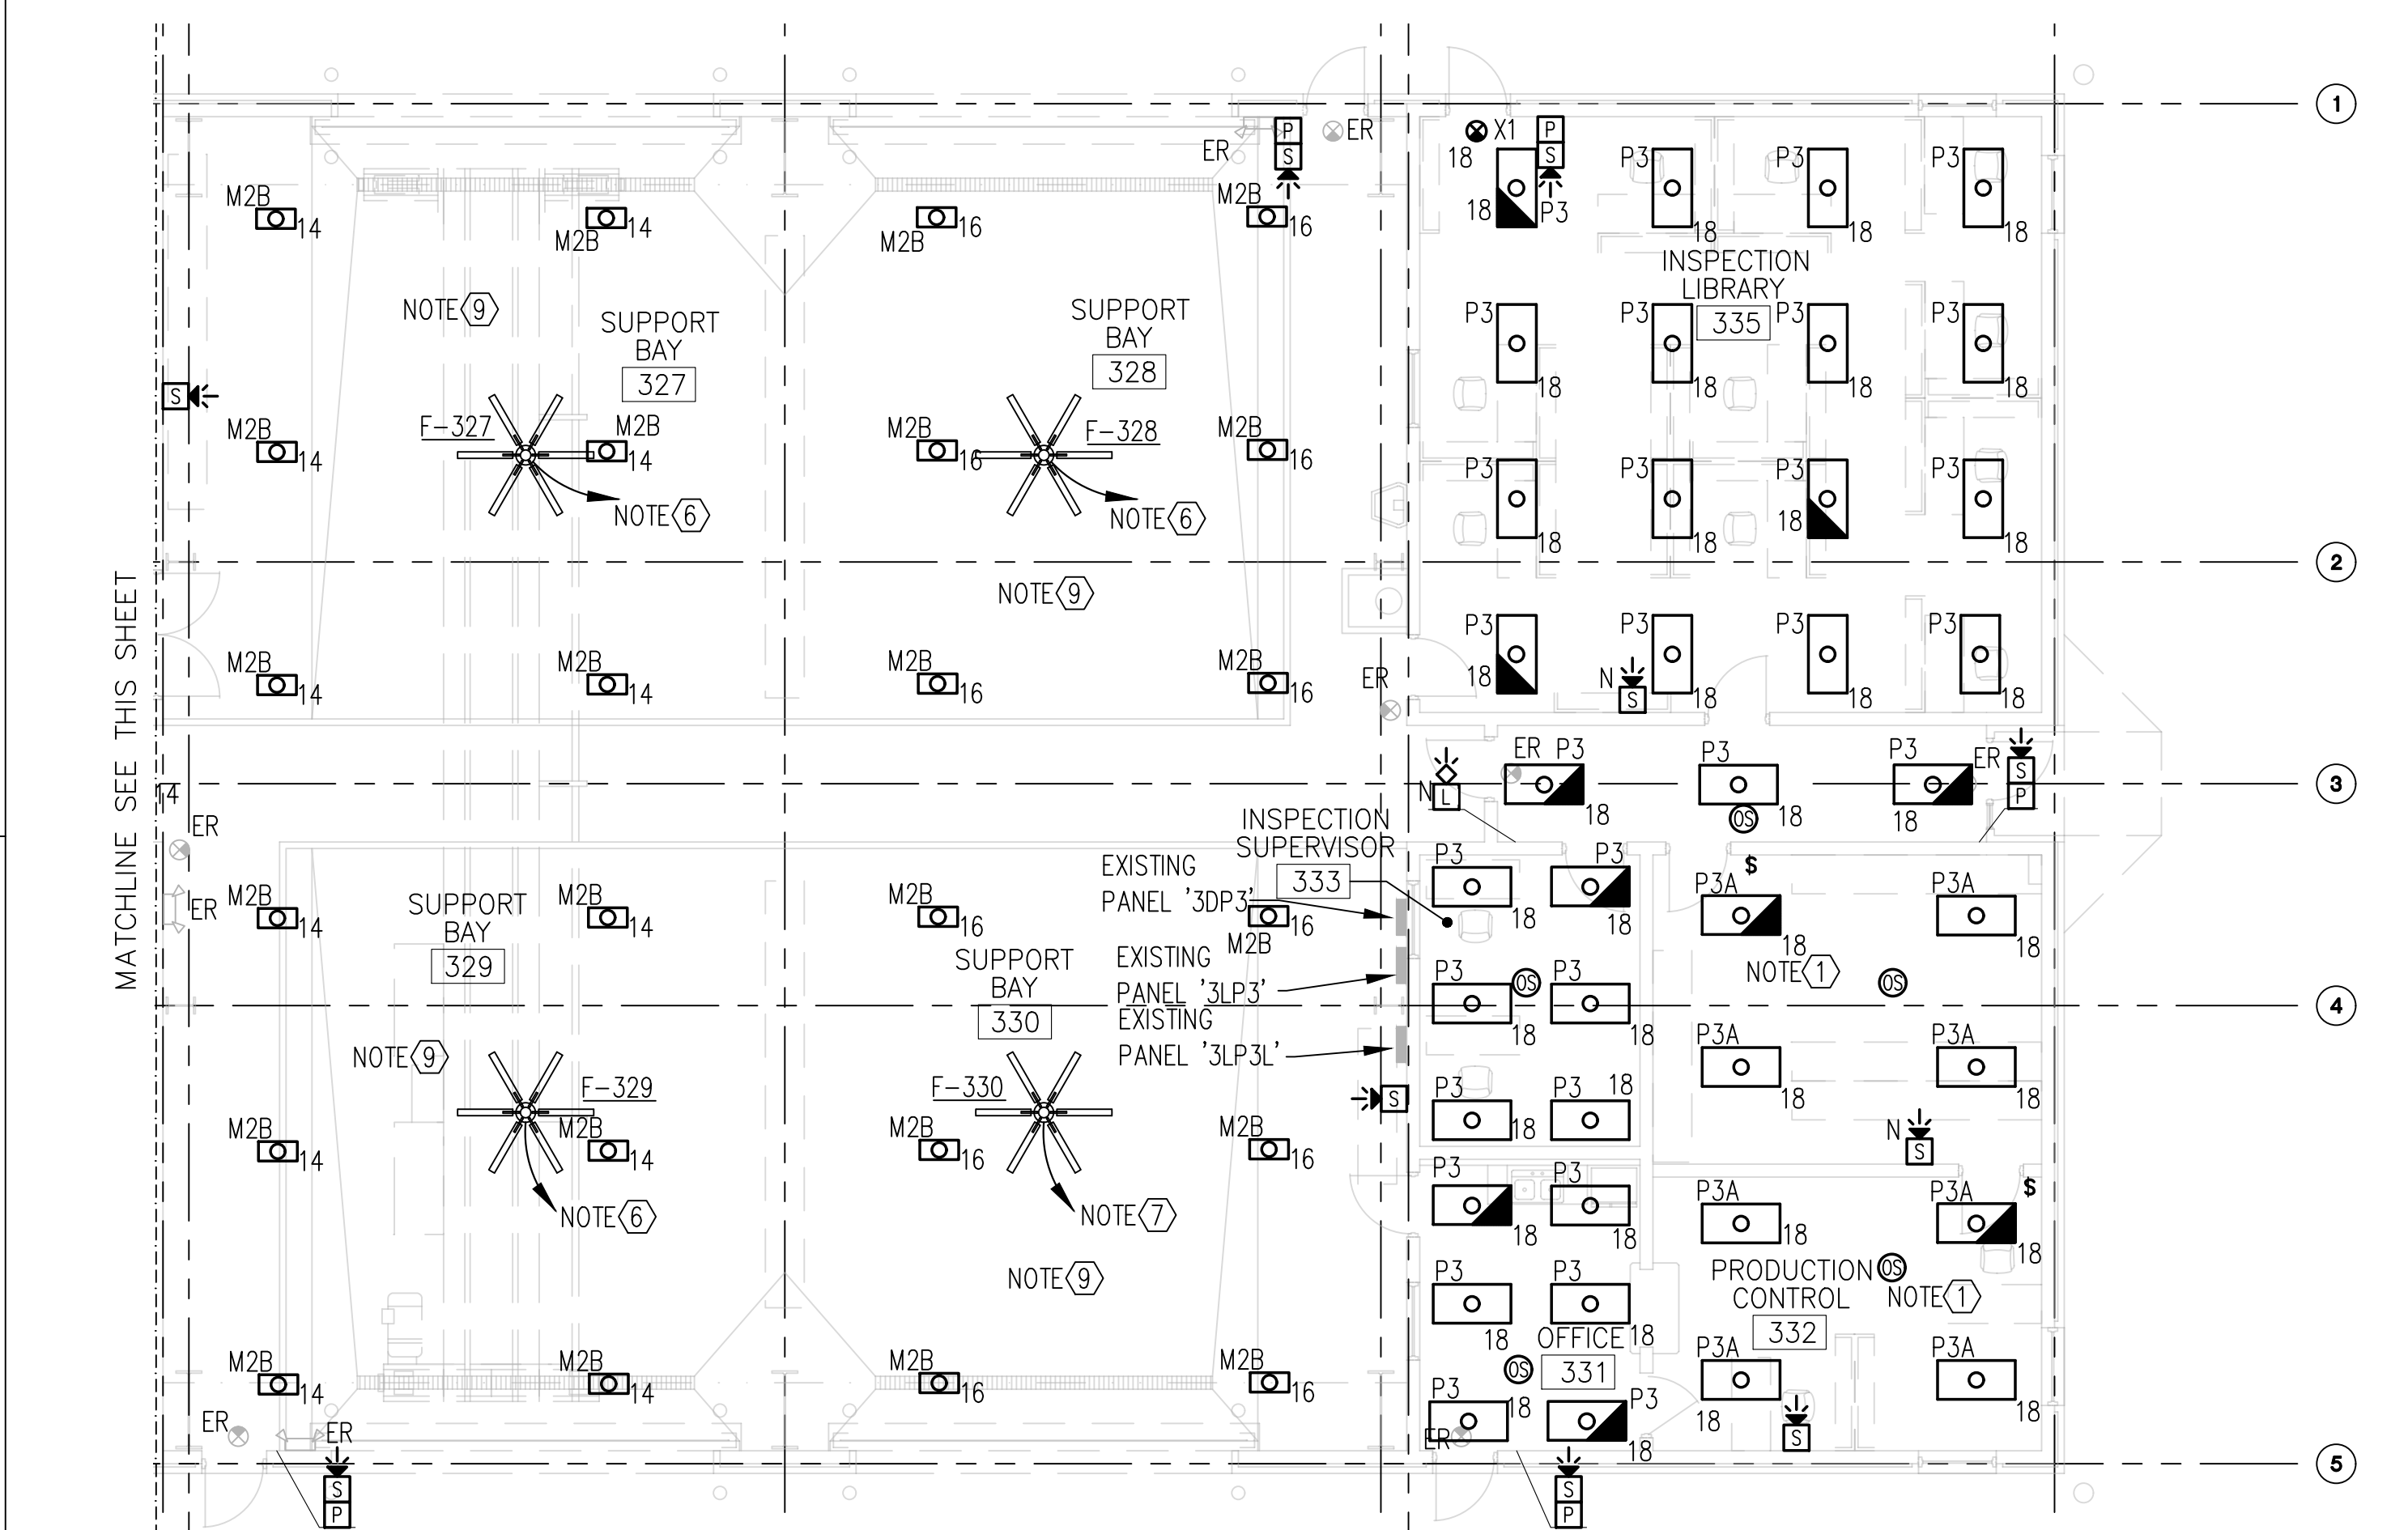 1
P
S
ER
ER
X1
P
S
18
P3
P3
P3
M2B
14
M2B
14
M2B
16
M2B
16
18
P3
18
18
18
INSPECTION
LIBRARY
335
NOTE 9
SUPPORT
BAY
327
SUPPORT
BAY
328
P3
18
P3
18
P3
18
P3
18
S
M2B
14
F-327
M2B
14
M2B
16
F-328
M2B
16
NOTE 6
NOTE 6
P3
18
P3
18
P3
18
P3
18
2
NOTE 9
MATCHLINE SEE THIS SHEET
M2B
14
M2B
14
M2B
16
M2B
16
ER
P3
18
N
S
P3
18
P3
18
P3
18
14
N
L
ER
P3
18
P3
18
OS
P3
18
ER
S
P
3
ER
ER
INSPECTION
SUPERVISOR
333
EXISTING
PANEL '3DP3'
EXISTING
PANEL '3LP3'
EXISTING
PANEL '3LP3L'
M2B
14
SUPPORT
BAY
329
M2B
14
M2B
16
SUPPORT
BAY
330
16
M2B
P3
18
P3
18
$
P3A
18
NOTE 1
P3A
18
P3
18
OS
P3
18
OS
4
NOTE 9
F-329
F-330
S
P3
18
P3
18
P3A
18
P3A
18
M2B
14
M2B
14
M2B
16
M2B
16
N
S
NOTE 6
NOTE 7
P3
18
P3
18
P3A
18
P3A
18
$
NOTE 9
PRODUCTION
CONTROL
332
OS
NOTE 1
P3
18
P3
18
OFFICE
331
OS
M2B
14
M2B
14
M2B
16
M2B
16
P3
18
P3
18
P3A
18
P3A
18
ER
ER
ER
S
S
P
S
P
5